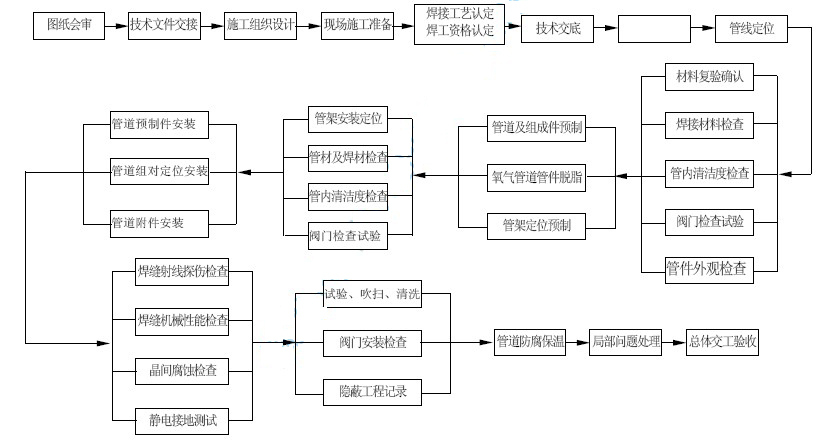 图纸会审
技术文件交接
施工组织设计
现场施工准备
焊接工艺认定
焊工资格认定
技术交底
管线定位
材料复验确认
焊接材料检查
管内清洁度检查
阀门检查试验
管件外观检查
管道及组成件预制
氧气管道管件脱脂
管架定位预制
管架安装定位
管材及焊材检查
管内清洁度检查
阀门检查试验
管道预制件安装
管道组对定位安装
管道附件安装
焊缝射线探伤检查
焊缝机械性能检查
晶间腐蚀检查
静电接地测试
试验、吹扫、清洗
阀门安装检查
隐蔽工程记录
管道防腐保温
局部问题处理
总体交工验收